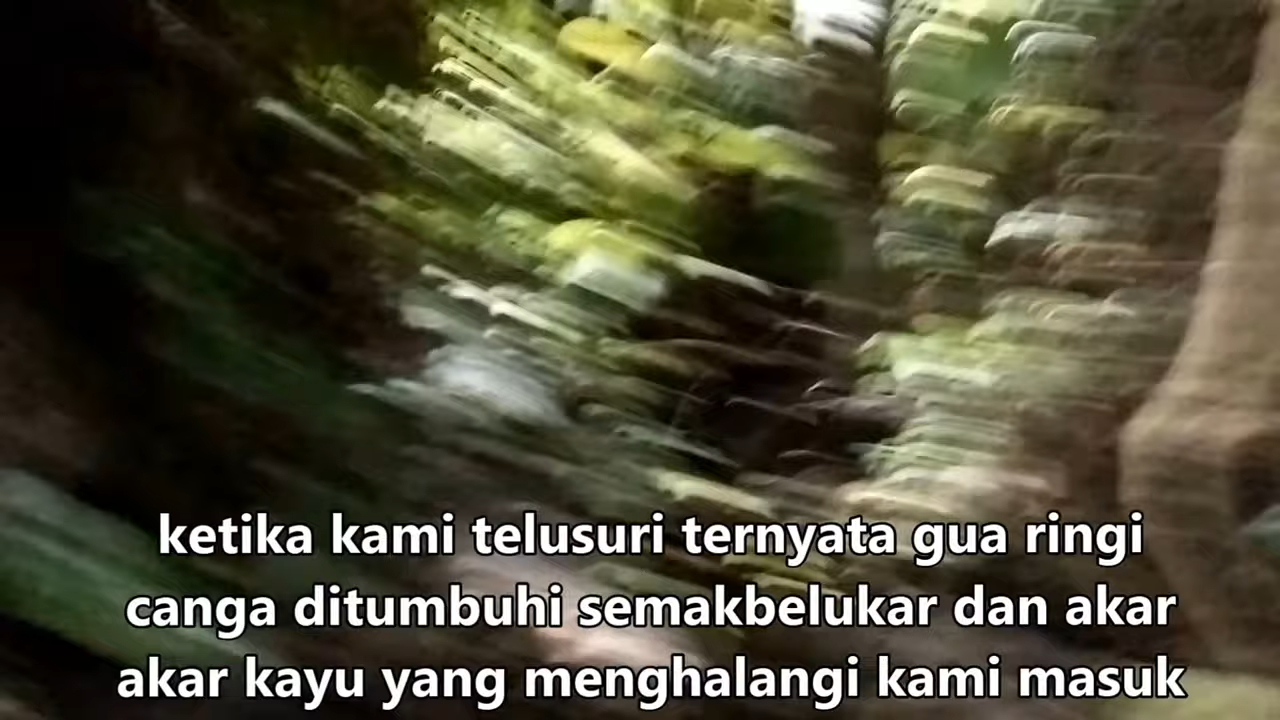 ketika kami telusuri ternyata gua ringi
canga ditumbuhi semakbelukar dan akar
akar kayu yang menghalangi kami masuk